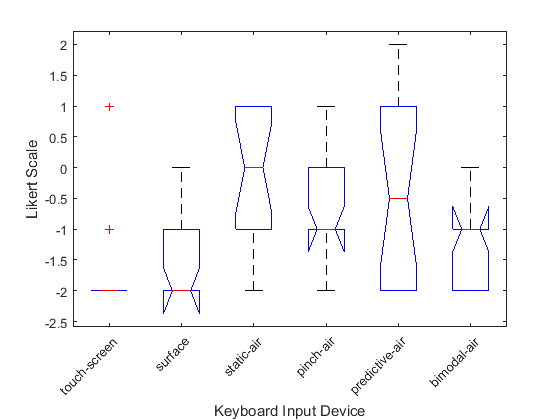 2
1.5
1
0.5
0
-0.5
-1
-1.5
-2
-2.5
Likert Scale
touch-screen
surface
static-air
pinch-air
predictive-air
bimodal-air
Keyboard Input Device